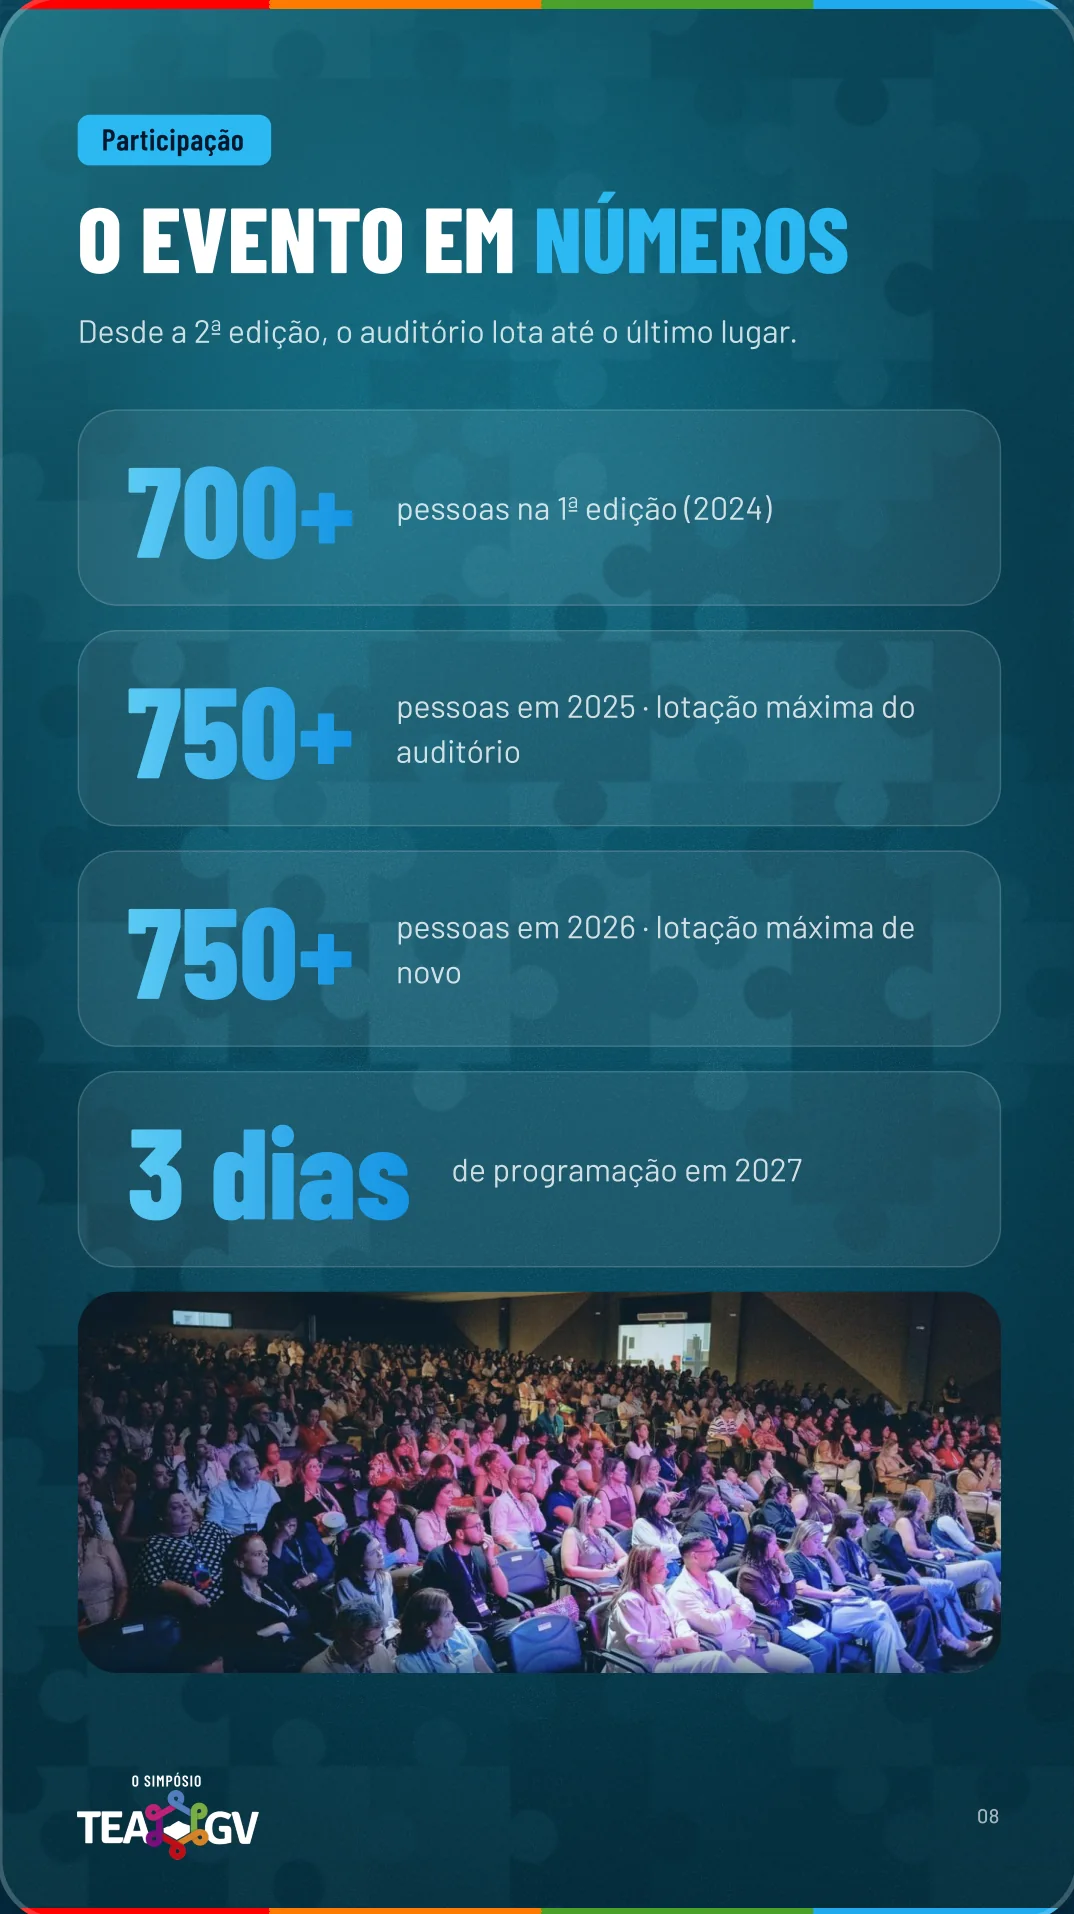 Participação
O EVENTO EM NÚMEROS
Desde a 2ª edição, o auditório lota até o último lugar.
700+
pessoas na 1ª edição (2024)
750+
pessoas em 2025 · lotação máxima do
auditório
750+
pessoas em 2026 · lotação máxima de
novo
3 dias
de programação em 2027
O SIMPÓSIO
TEA GV
08